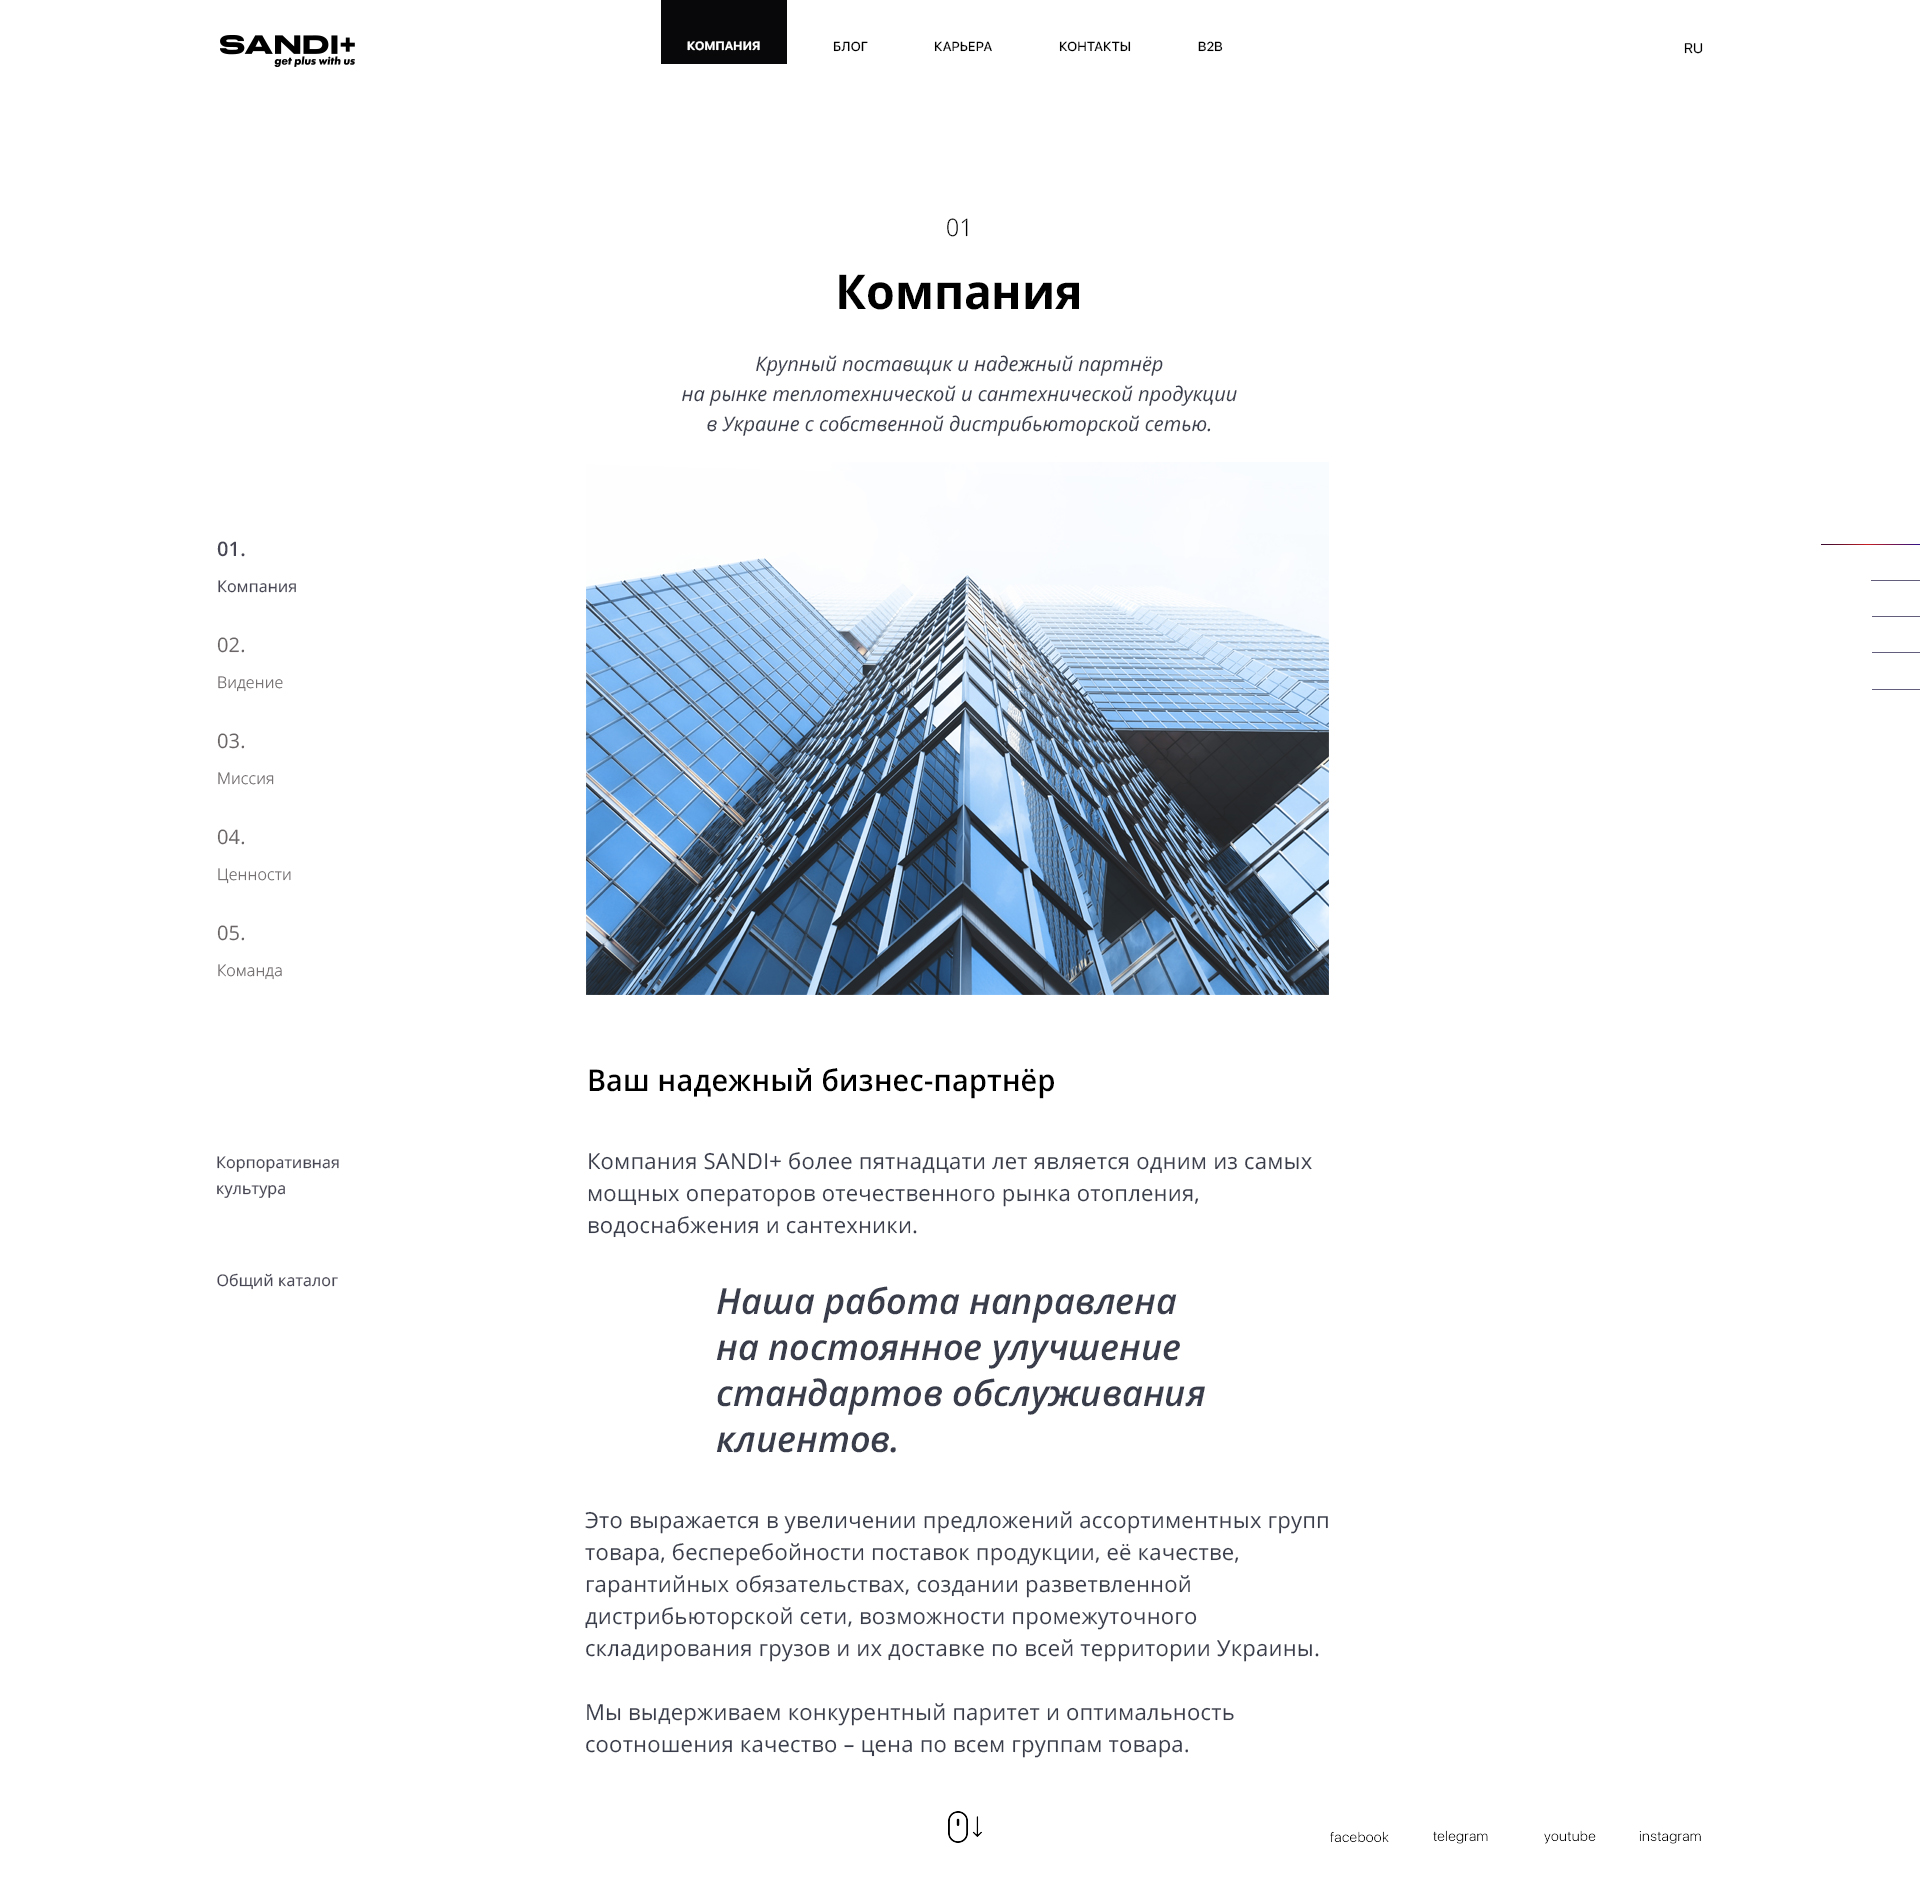 SANDI+
get plus with us
КОМПАНИЯ
БЛОГ
КАРЬЕРА
КОНТАКТЫ
B2B
RU
01
Компания
Крупный поставщик и надежный партнёр
на рынке теплотехнической и сантехнической продукции
в Украине с собственной дистрибьюторской сетью.
01.
Компания
02.
Видение
03.
Миссия
04.
Ценности
05.
Команда
Корпоративная
культура
Общий каталог
Ваш надежный бизнес-партнёр
Компания SANDI+ более пятнадцати лет является одним из самых
мощных операторов отечественного рынка отопления,
водоснабжения и сантехники.
Наша работа направлена
на постоянное улучшение
стандартов обслуживания
клиентов.
Это выражается в увеличении предложений ассортиментных групп
товара, бесперебойности поставок продукции, её качестве,
гарантийных обязательствах, создании разветвленной
дистрибьюторской сети, возможности промежуточного
складирования грузов и их доставке по всей территории Украины.
Мы выдерживаем конкурентный паритет и оптимальность
соотношения качество – цена по всем группам товара.
facebook
telegram
youtube
instagram